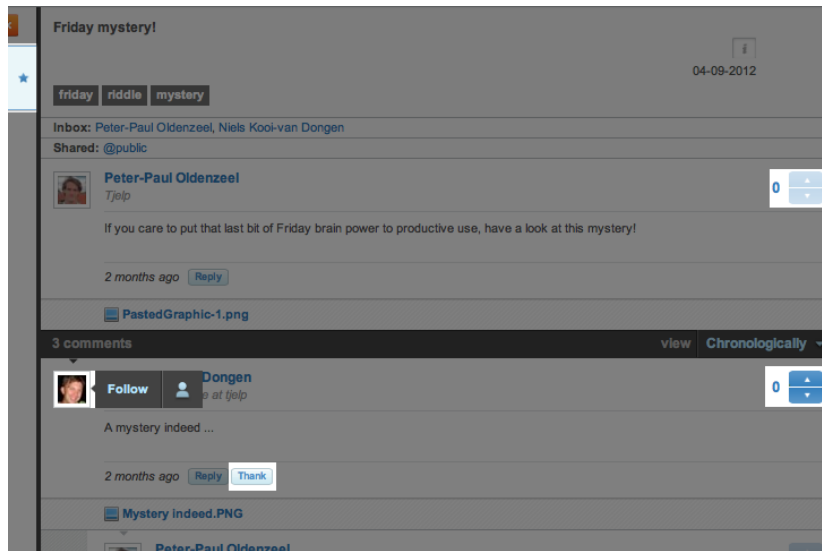 Friday mystery!
i
04-09-2012
friday riddle mystery
Inbox: Peter-Paul Oldenzeel, Niels Kooi-van Dongen
Shared: @public
Peter-Paul Oldenzeel
Tjelp
0
If you care to put that last bit of Friday brain power to productive use, have a look at this mystery!
2 months ago Reply
PastedGraphic-1.png
3 comments view Chronologically
Follow Dongen
at tjelp
0
A mystery indeed ...
2 months ago Reply Thank
Mystery indeed.PNG
Peter-Paul Oldenzeel